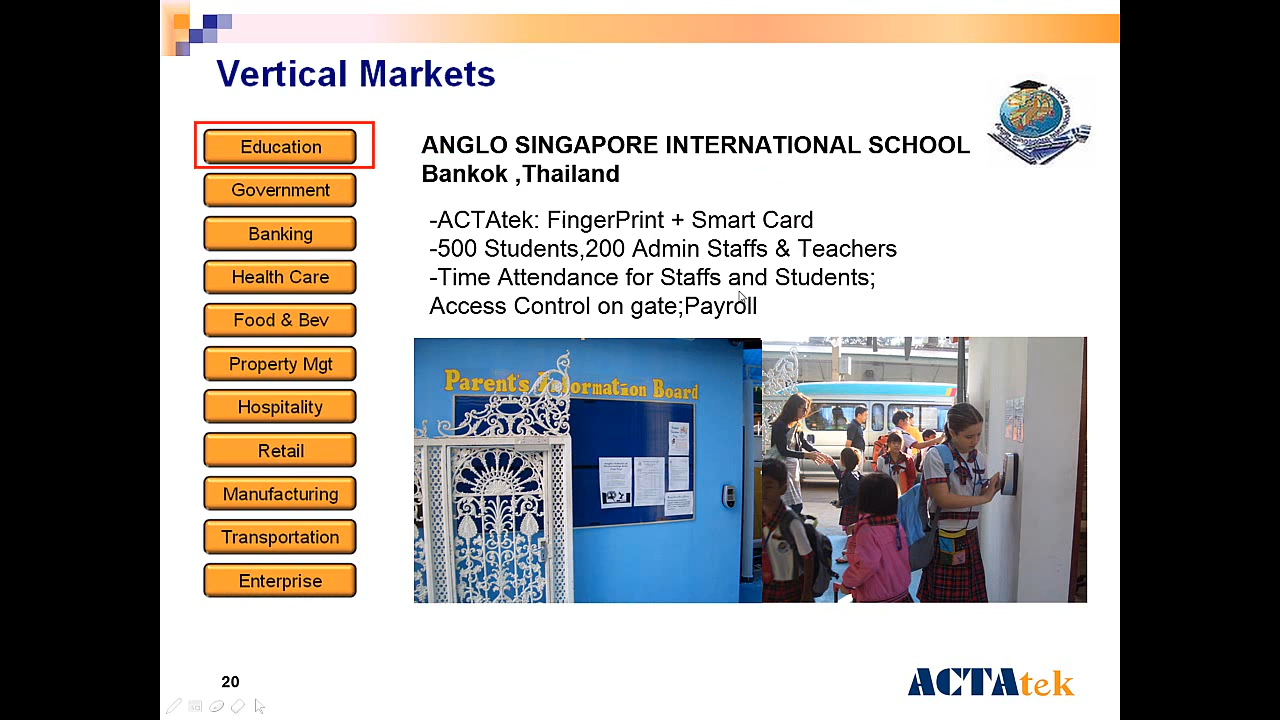 Vertical Markets
Education
Government
Banking
Health Care
Food & Bev
Property Mgt
Hospitality
Retail
Manufacturing
Transportation
Enterprise
ANGLO SINGAPORE INTERNATIONAL SCHOOL
Bankok ,Thailand
-ACTAtek: FingerPrint + Smart Card
-500 Students,200 Admin Staffs & Teachers
-Time Attendance for Staffs and Students;
Access Control on gate;Payroll
Parent's Information Board
20
ACTAtek